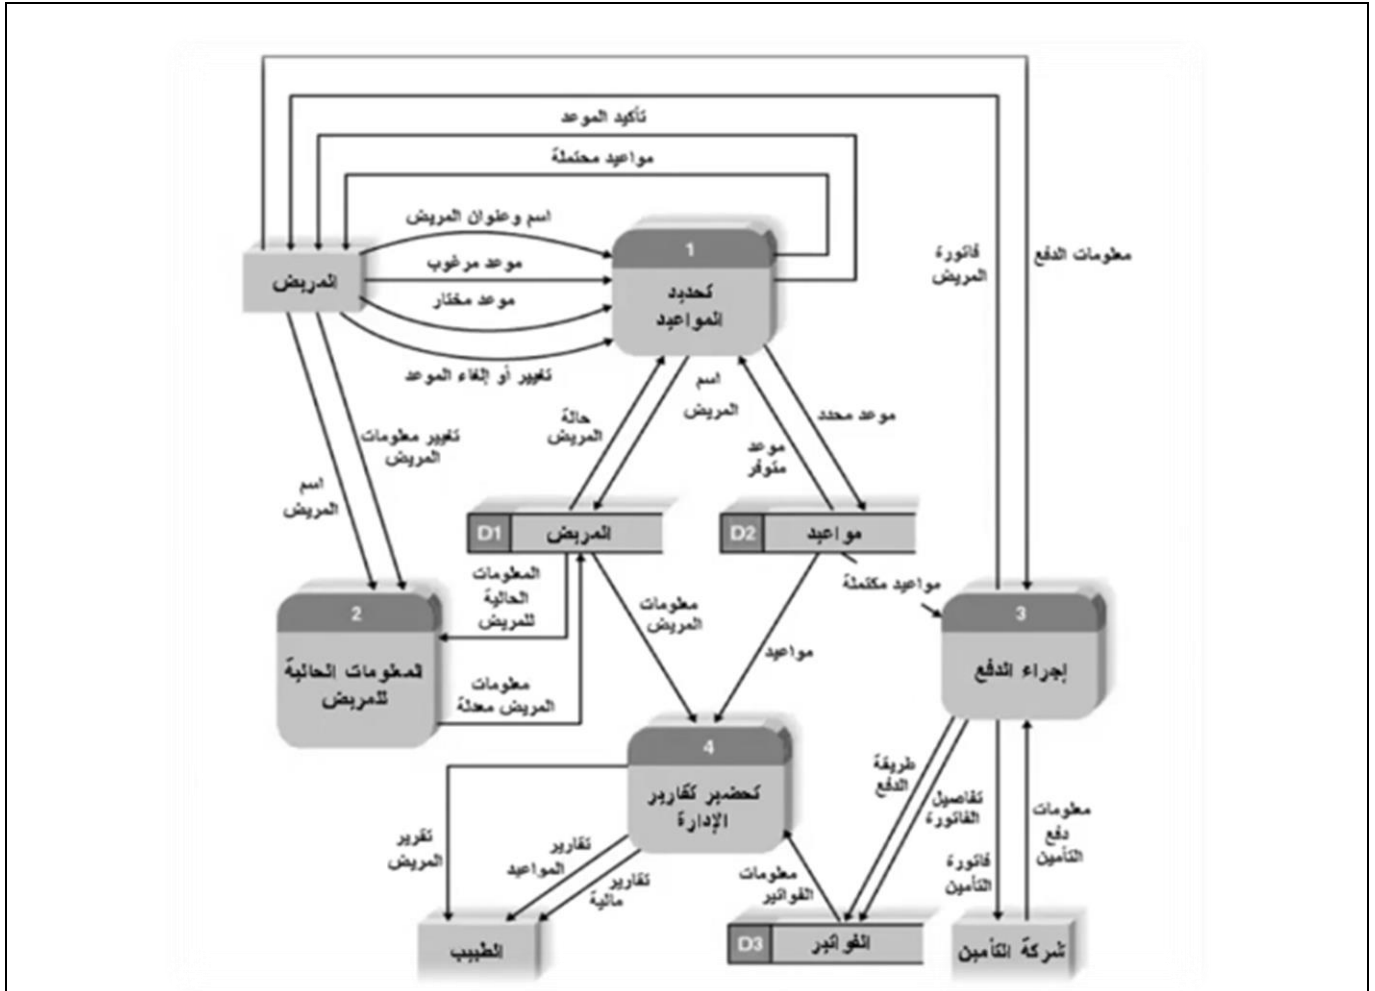 تأكيد الموعد
مواعيد محتملة
اسم وعنوان المريض
موعد مرغوب
موعد مختار
تغيير أو إلغاء الموعد
المريض
1
تحديد
المواعيد
فاتورة
المريض
معلومات الدفع
حالة
المريض
اسم
المريض
موعد
متوفر
موعد محدد
تغيير معلومات
المريض
اسم
المريض
D1
المريض
D2
مواعيد
المعلومات
الحالية
للمريض
معلومات
المريض
مواعيد
مواعيد مكتملة
2
المعلومات الحالية
للمريض
معلومات
المريض معدلة
3
إجراء الدفع
4
تحضير تقارير
الإدارة
طريقة
الدفع
تفاصيل
الفاتورة
فاتورة
التأمين
معلومات
دفع
التأمين
تقرير
المريض
تقارير
المواعيد
تقارير
مالية
معلومات
الفواتير
الطبيب
D3
الفواتير
شركة التأمين